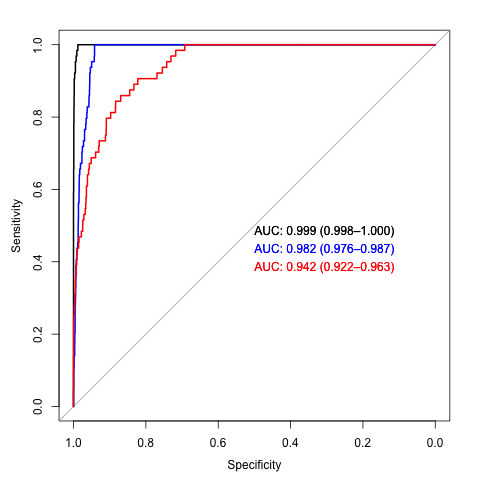 1.0
0.8
0.6
0.4
0.2
0.0
Sensitivity
AUC: 0.999 (0.998–1.000)
AUC: 0.982 (0.976–0.987)
AUC: 0.942 (0.922–0.963)
1.0 0.8 0.6 0.4 0.2 0.0
Specificity